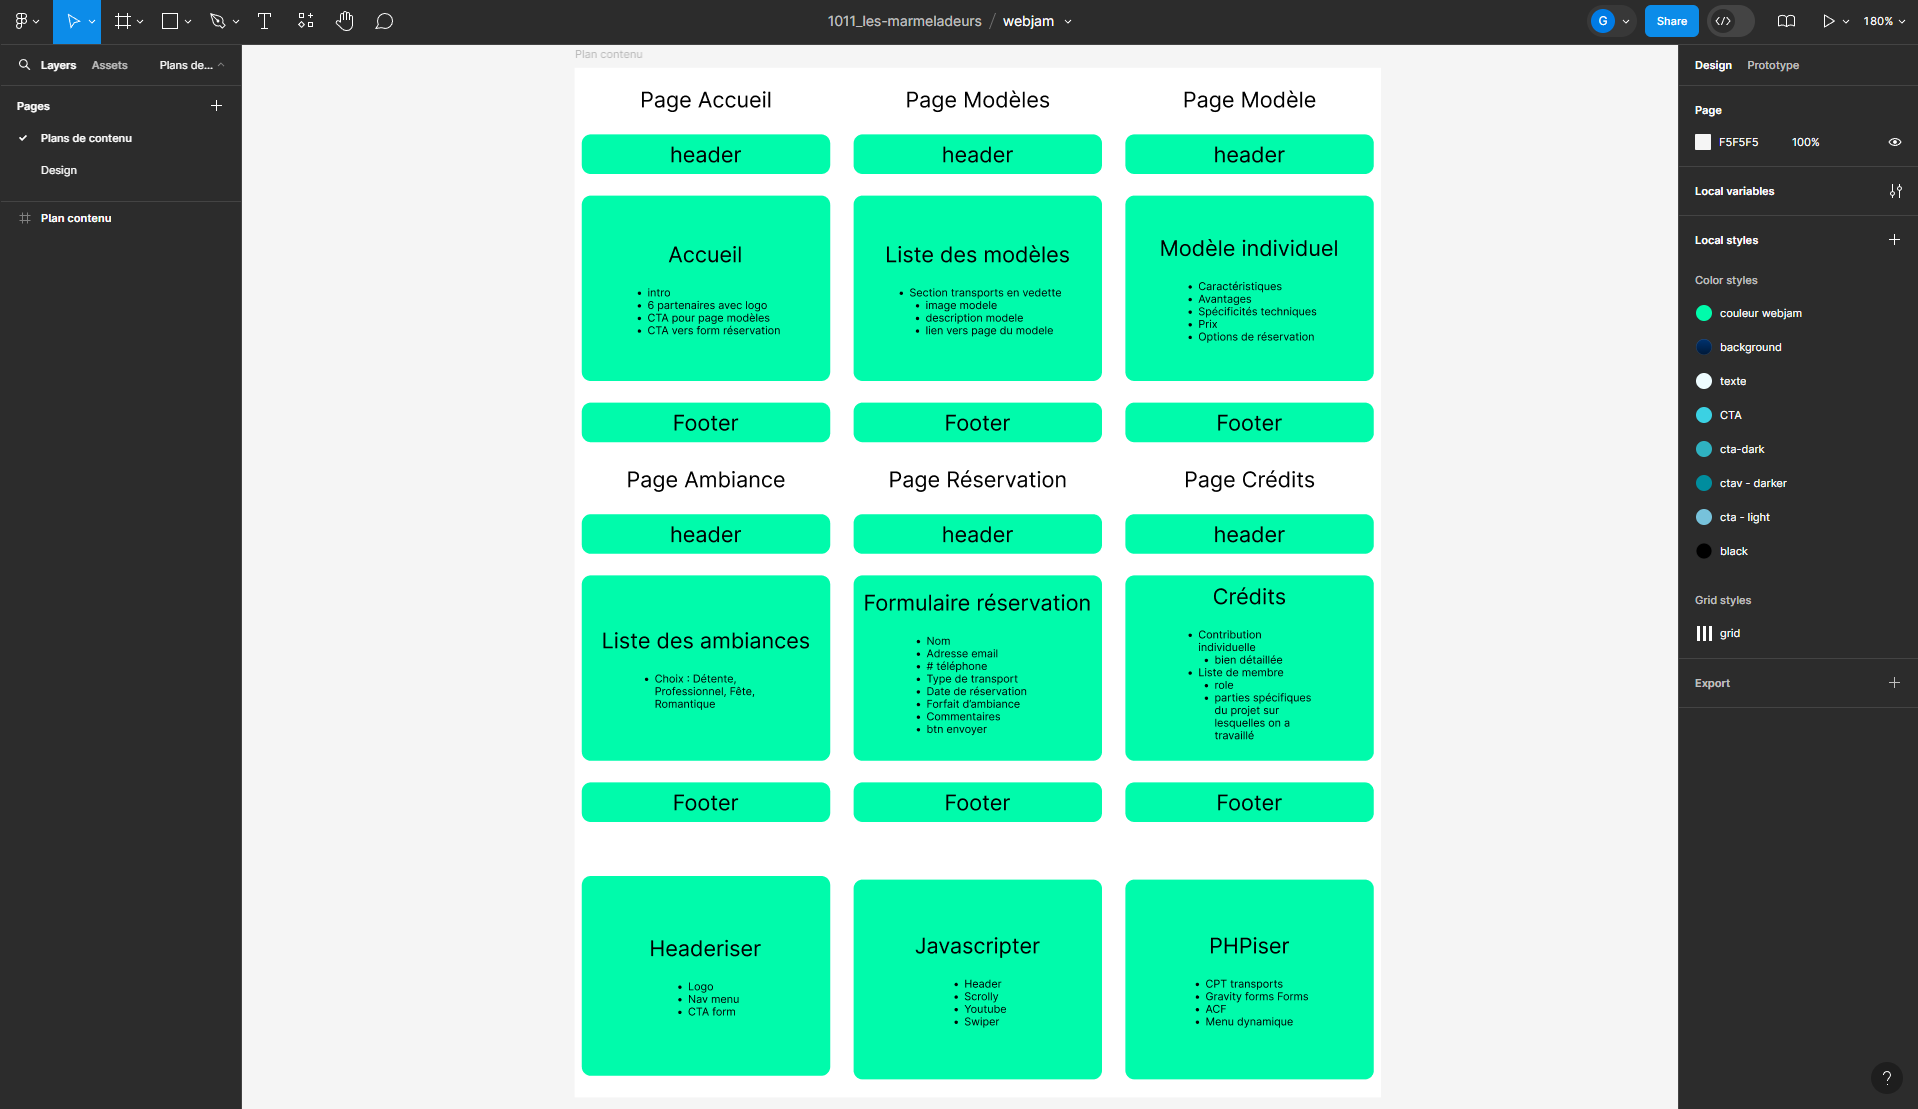 1011_les-marmeladeurs / webjam
G
Share
180%
Layers
Assets
Plans de...
Pages
Plans de contenu
Design
Plan contenu
Plan contenu
Page Accueil
header
Accueil
• intro
• 6 partenaires avec logo
• CTA pour page modèles
• CTA vers form réservation
Footer
Page Modèles
header
Liste des modèles
• Section transports en vedette
• image modele
• description modele
• lien vers page du modele
Footer
Page Modèle
header
Modèle individuel
• Caractéristiques
• Avantages
• Spécificités techniques
• Prix
• Options de réservation
Footer
Page Ambiance
header
Liste des ambiances
• Choix : Détente,
Professionnel, Fête,
Romantique
Footer
Page Réservation
header
Formulaire réservation
• Nom
• Adresse email
• # téléphone
• Type de transport
• Date de réservation
• Forfait d'ambiance
• Commentaires
• btn envoyer
Footer
Page Crédits
header
Crédits
• Contribution
individuelle
• bien détaillée
• Liste de membre
• role
• parties spécifiques
du projet sur
lesquelles on a
travaillé
Footer
Headeriser
• Logo
• Nav menu
• CTA form
Javascripter
• Header
• Scrolly
• Youtube
• Swiper
PHPiser
• CPT transports
• Gravity forms Forms
• ACF
• Menu dynamique
Design
Prototype
Page
F5F5F5
100%
Local variables
Local styles
Color styles
couleur webjam
background
texte
CTA
cta-dark
ctav - darker
cta - light
black
Grid styles
grid
Export
?